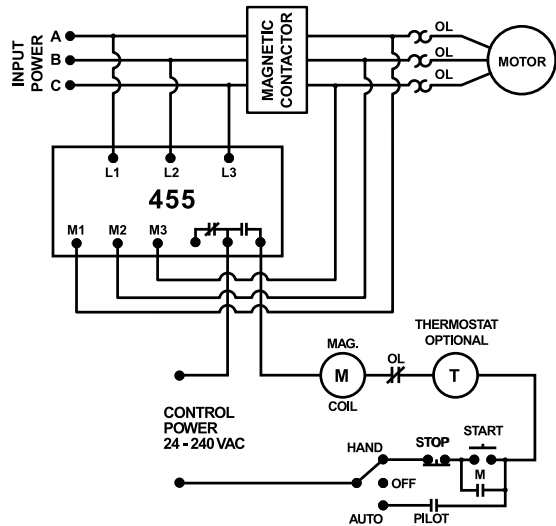 INPUT
POWER
A
B
C
MAGNETIC
CONTACTOR
OL
OL
OL
MOTOR
L1 L2 L3
455
M1 M2 M3
MAG.
M
COIL
OL
THERMOSTAT
OPTIONAL
T
CONTROL
POWER
24 - 240 VAC
HAND
STOP
START
M
OFF
AUTO
PILOT